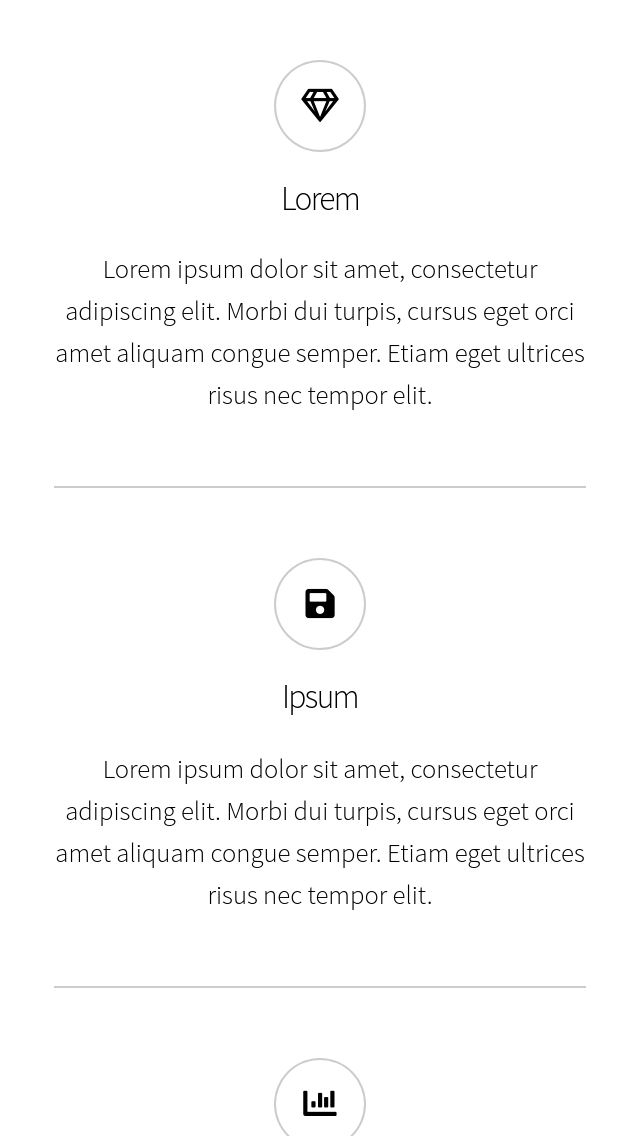 Lorem
Lorem ipsum dolor sit amet, consectetur
adipiscing elit. Morbi dui turpis, cursus eget orci
amet aliquam congue semper. Etiam eget ultrices
risus nec tempor elit.
Ipsum
Lorem ipsum dolor sit amet, consectetur
adipiscing elit. Morbi dui turpis, cursus eget orci
amet aliquam congue semper. Etiam eget ultrices
risus nec tempor elit.